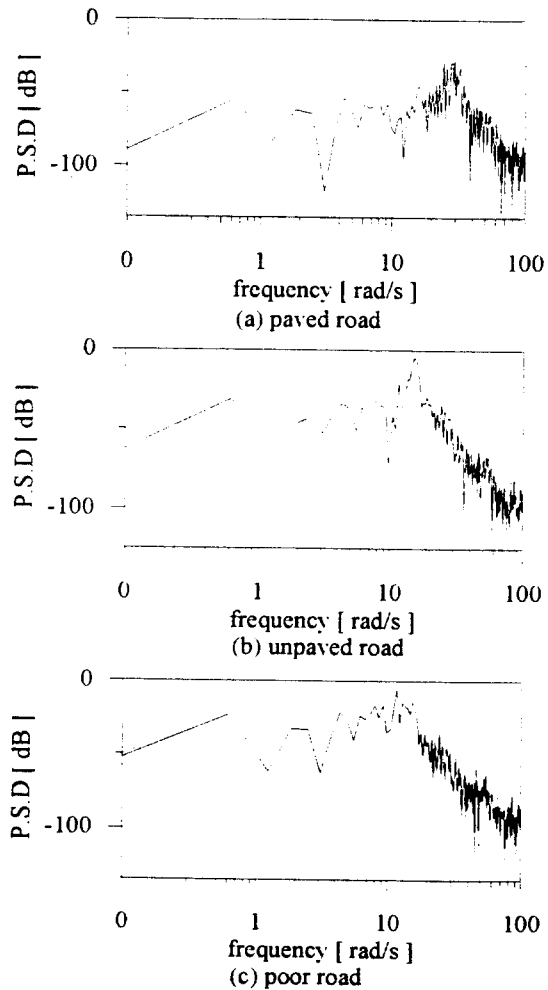 0
P.S.D [ dB ]
-100
0 1 10 100
frequency [ rad/s ]
(a) paved road
0
P.S.D [ dB ]
-100
0 1 10 100
frequency [ rad/s ]
(b) unpaved road
0
P.S.D [ dB ]
-100
0 1 10 100
frequency [ rad/s ]
(c) poor road